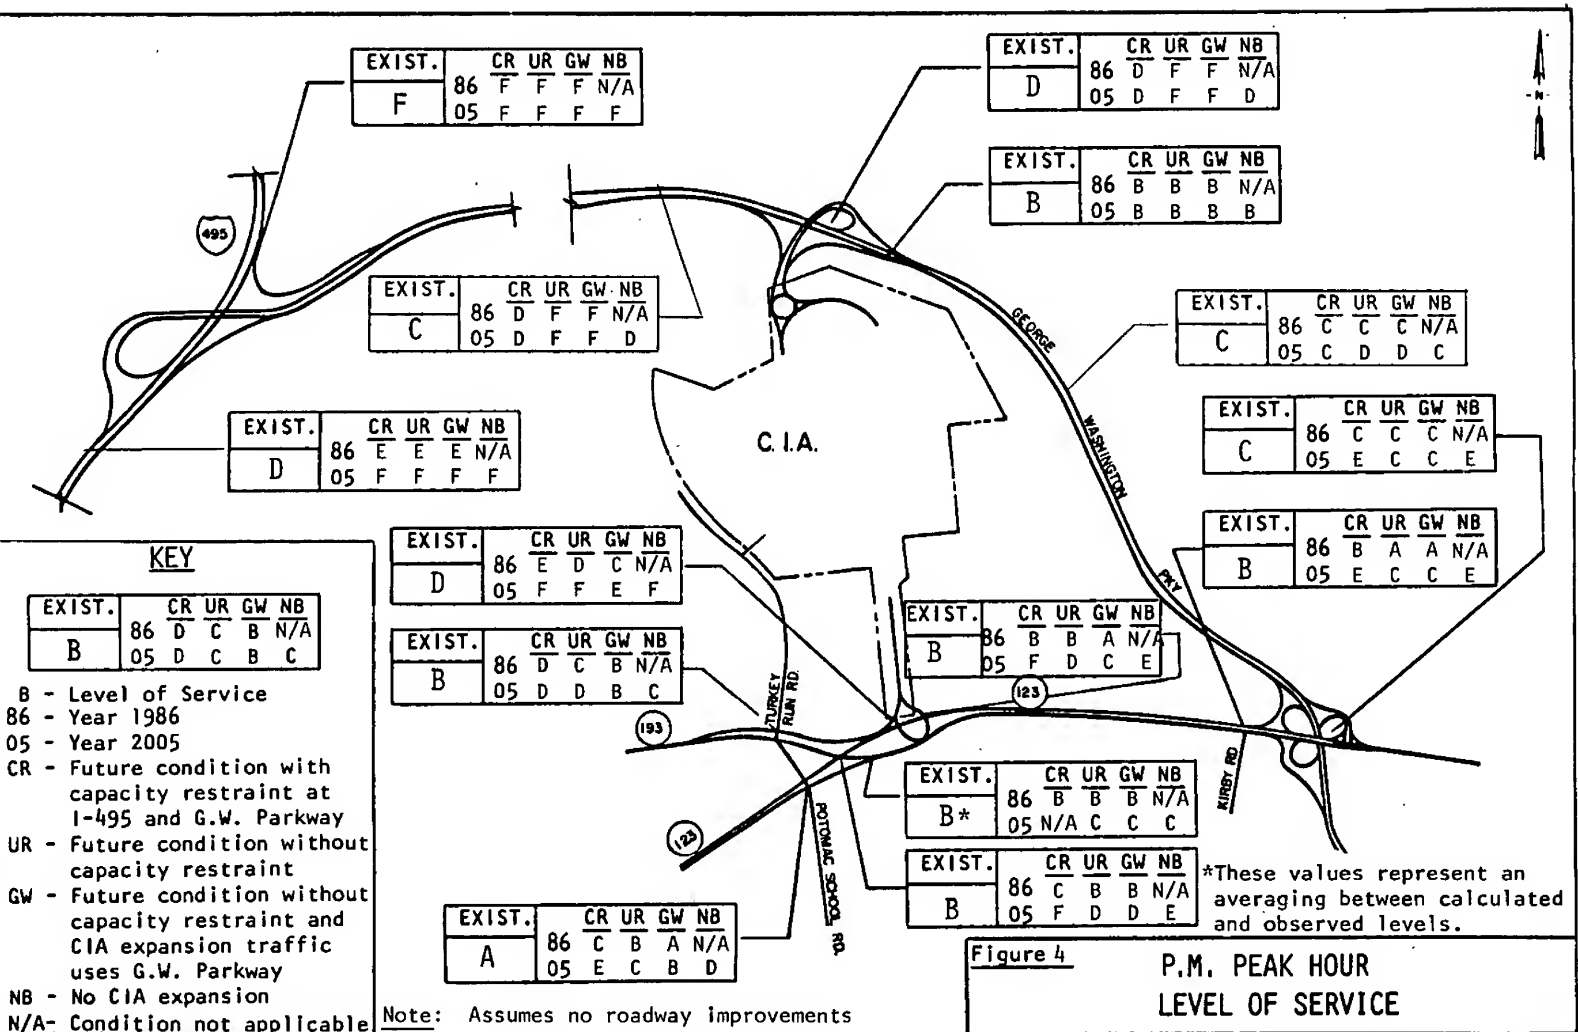 EXIST. CR UR GW NB
F 86 F F F N/A
05 F F F F
EXIST. CR UR GW NB
D 86 D F F N/A
05 D F F D
-N-
EXIST. CR UR GW NB
B 86 B B B N/A
05 B B B B
495
EXIST. CR UR GW NB
C 86 D F F N/A
05 D F F D
GEORGE
WASHINGTON
PKY
EXIST. CR UR GW NB
C 86 C C C N/A
05 C D D C
EXIST. CR UR GW NB
D 86 E E E N/A
05 F F F F
C.I.A.
EXIST. CR UR GW NB
C 86 C C C N/A
05 E C C E
EXIST. CR UR GW NB
D 86 E D C N/A
05 F F E F
EXIST. CR UR GW NB
B 86 B A A N/A
05 E C C E
EXIST. CR UR GW NB
B 86 D C B N/A
05 D D B C
EXIST. CR UR GW NB
B 86 B B A N/A
05 F D C E
TURKEY
RUN RD.
193
123
KIRBY RD
123
POTOMAC SCHOOL RD.
EXIST. CR UR GW NB
B* 86 B B B N/A
05 N/A C C C
EXIST. CR UR GW NB
B 86 C B B N/A
05 F D D E
EXIST. CR UR GW NB
A 86 C B A N/A
05 E C B D
*These values represent an
averaging between calculated
and observed levels.
KEY
EXIST. CR UR GW NB
B 86 D C B N/A
05 D C B C
B - Level of Service
86 - Year 1986
05 - Year 2005
CR - Future condition with
capacity restraint at
I-495 and G.W. Parkway
UR - Future condition without
capacity restraint
GW - Future condition without
capacity restraint and
CIA expansion traffic
uses G.W. Parkway
NB - No CIA expansion
N/A- Condition not applicable
Note: Assumes no roadway improvements
Figure 4
P.M. PEAK HOUR
LEVEL OF SERVICE